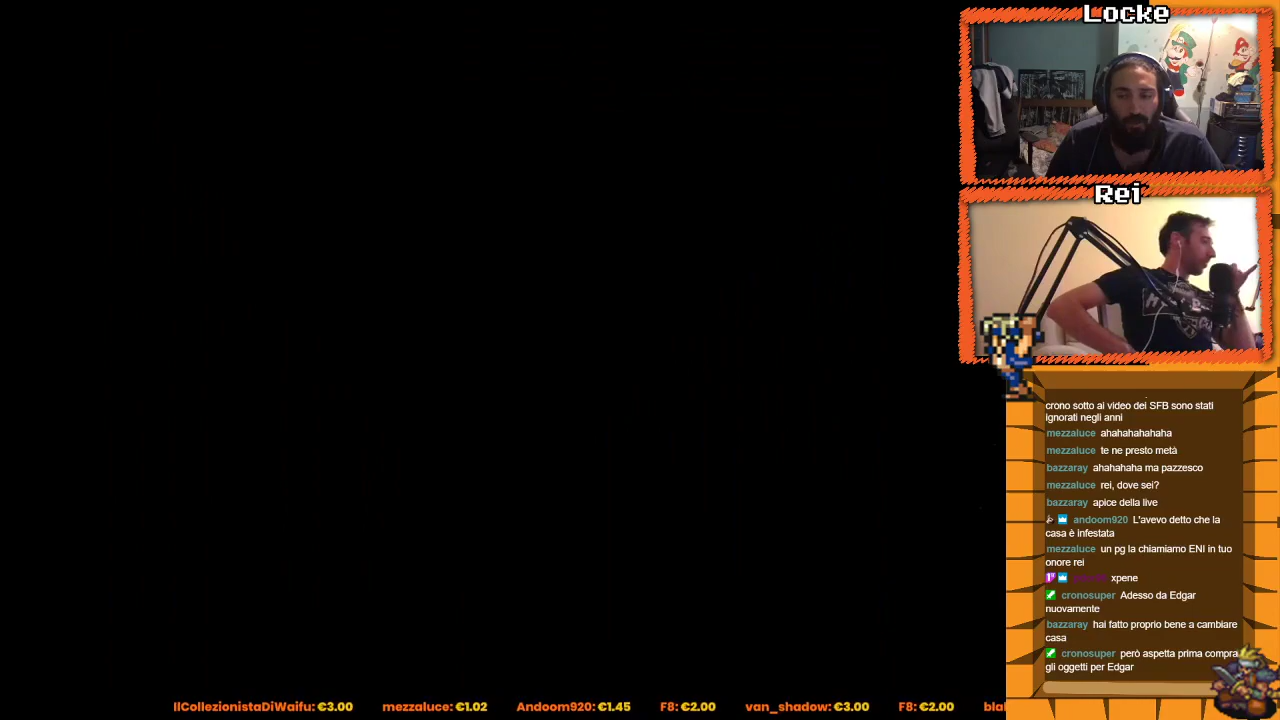 Locke
Rei
crono sotto ai video dei SFB sono stati
ignorati negli anni
mezzaluce ahahahahahaha
mezzaluce te ne presto metà
bazzaray ahahahaha ma pazzesco
mezzaluce rei, dove sei?
bazzaray apice della live
andoom920 L'avevo detto che la
casa è infestata
mezzaluce un pg la chiamiamo ENI in tuo
onore rei
xpene
cronosuper Adesso da Edgar
nuovamente
bazzaray hai fatto proprio bene a cambiare
casa
cronosuper però aspetta prima compra
gli oggetti per Edgar
IlCollezionistaDiWaifu: €3.00 mezzaluce: €1.02 Andoom920: €1.45 F8: €2.00 van_shadow: €3.00 F8: €2.00